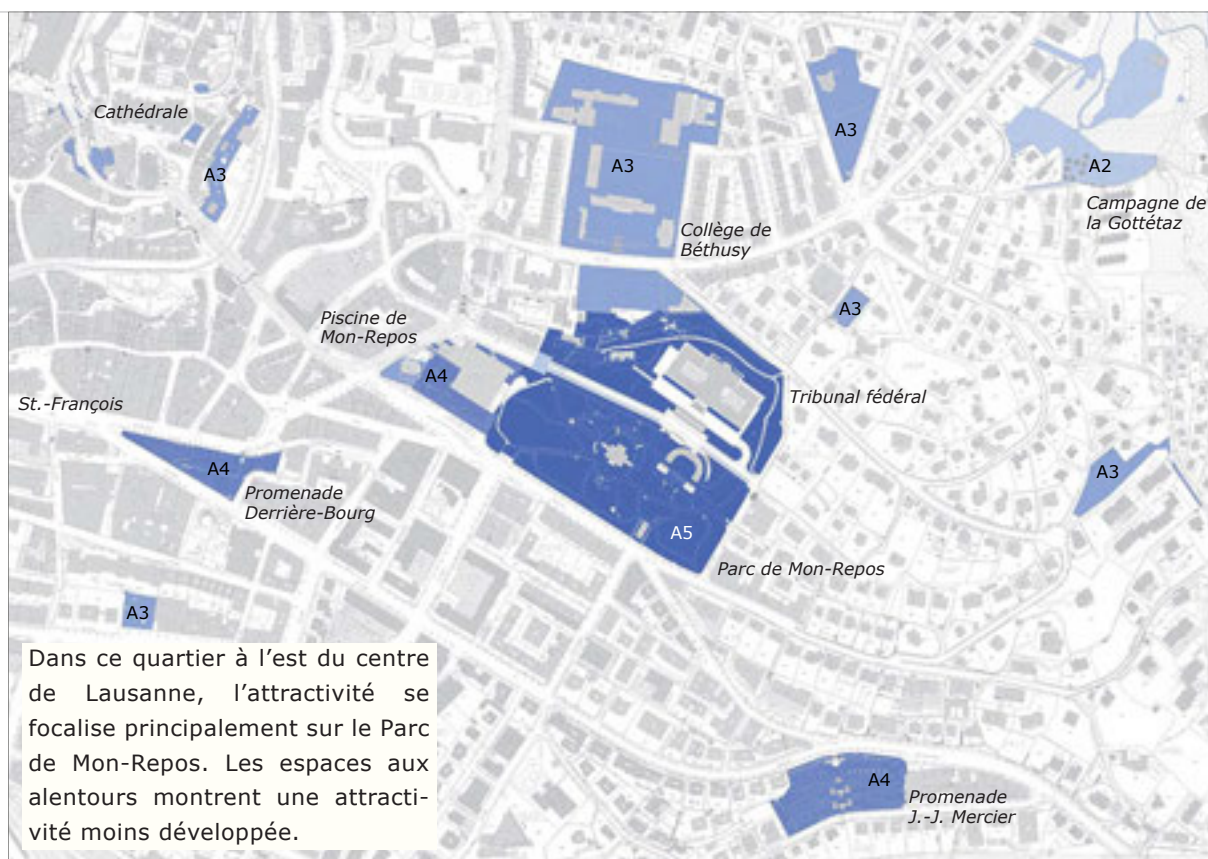 Cathédrale
A3
A3
A3
A2
Campagne de
la Gottétaz
Collège de
Béthusy
A3
Piscine de
Mon-Repos
A4
Tribunal fédéral
St.-François
A4
Promenade
Derrière-Bourg
A3
A5
Parc de Mon-Repos
A3
Dans ce quartier à l’est du centre
de Lausanne, l’attractivité se
focalise principalement sur le Parc
de Mon-Repos. Les espaces aux
alentours montrent une attracti-
vité moins développée.
A4
Promenade
J.-J. Mercier